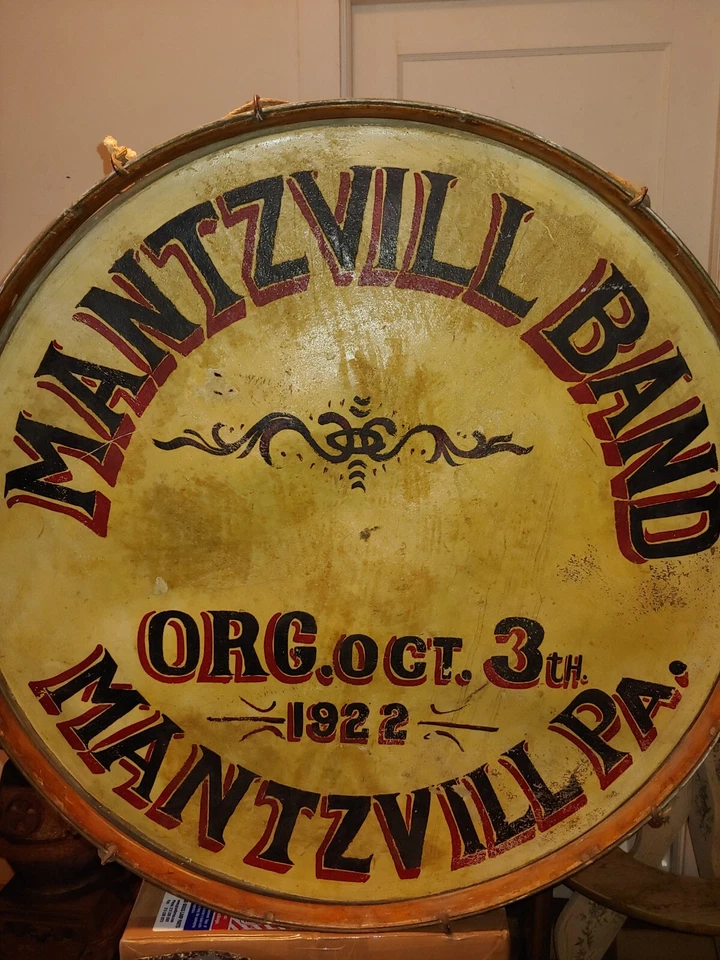 MANTZVILL BAND
ORG. OCT. 3TH.
1922
MANTZVILL PA.